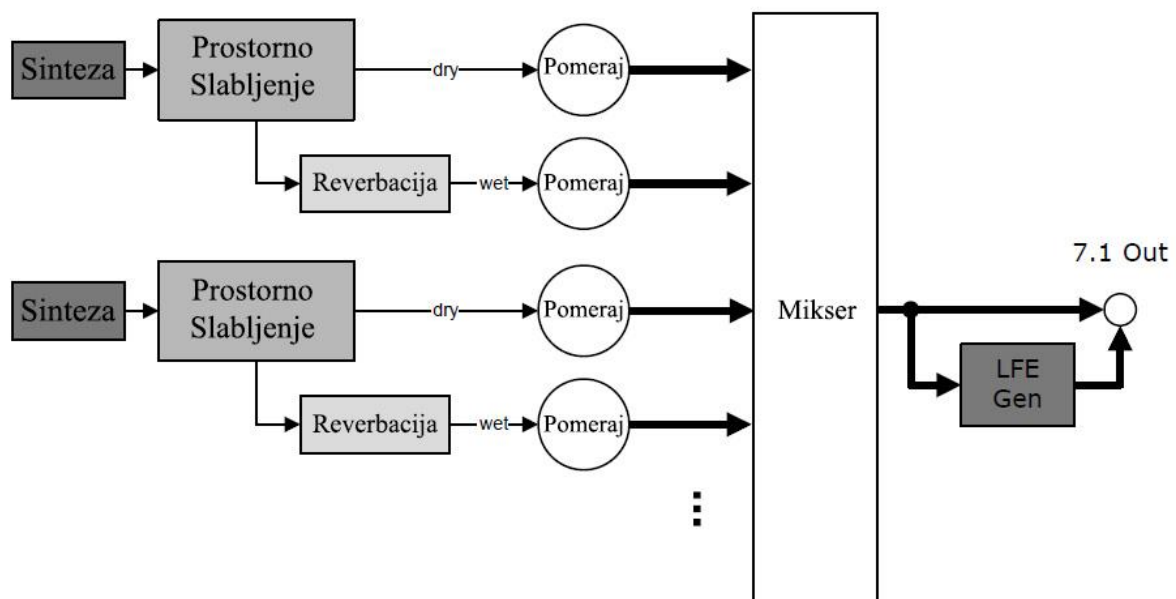 Sinteza
Prostorno
Slabljenje
dry
Pomeraj
Reverbacija
wet
Pomeraj
Sinteza
Prostorno
Slabljenje
dry
Pomeraj
Reverbacija
wet
Pomeraj
Mikser
7.1 Out
LFE
Gen